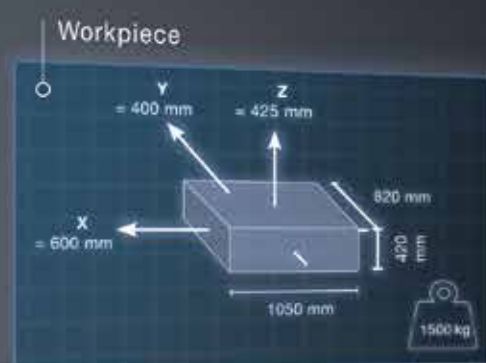 Workpiece
Y
= 400 mm
Z
= 425 mm
X
= 600 mm
820 mm
420
mm
1050 mm
1500 kg